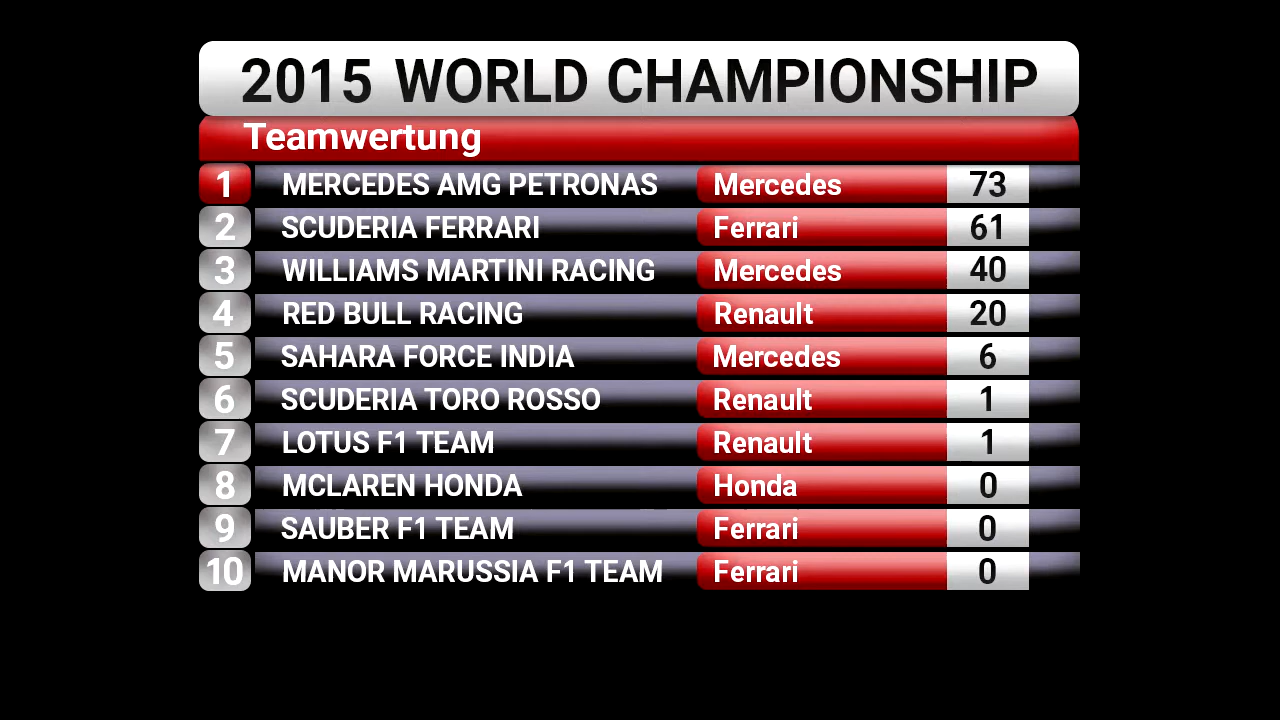 2015 WORLD CHAMPIONSHIP
Teamwertung
1 MERCEDES AMG PETRONAS Mercedes 73
2 SCUDERIA FERRARI Ferrari 61
3 WILLIAMS MARTINI RACING Mercedes 40
4 RED BULL RACING Renault 20
5 SAHARA FORCE INDIA Mercedes 6
6 SCUDERIA TORO ROSSO Renault 1
7 LOTUS F1 TEAM Renault 1
8 MCLAREN HONDA Honda 0
9 SAUBER F1 TEAM Ferrari 0
10 MANOR MARUSSIA F1 TEAM Ferrari 0